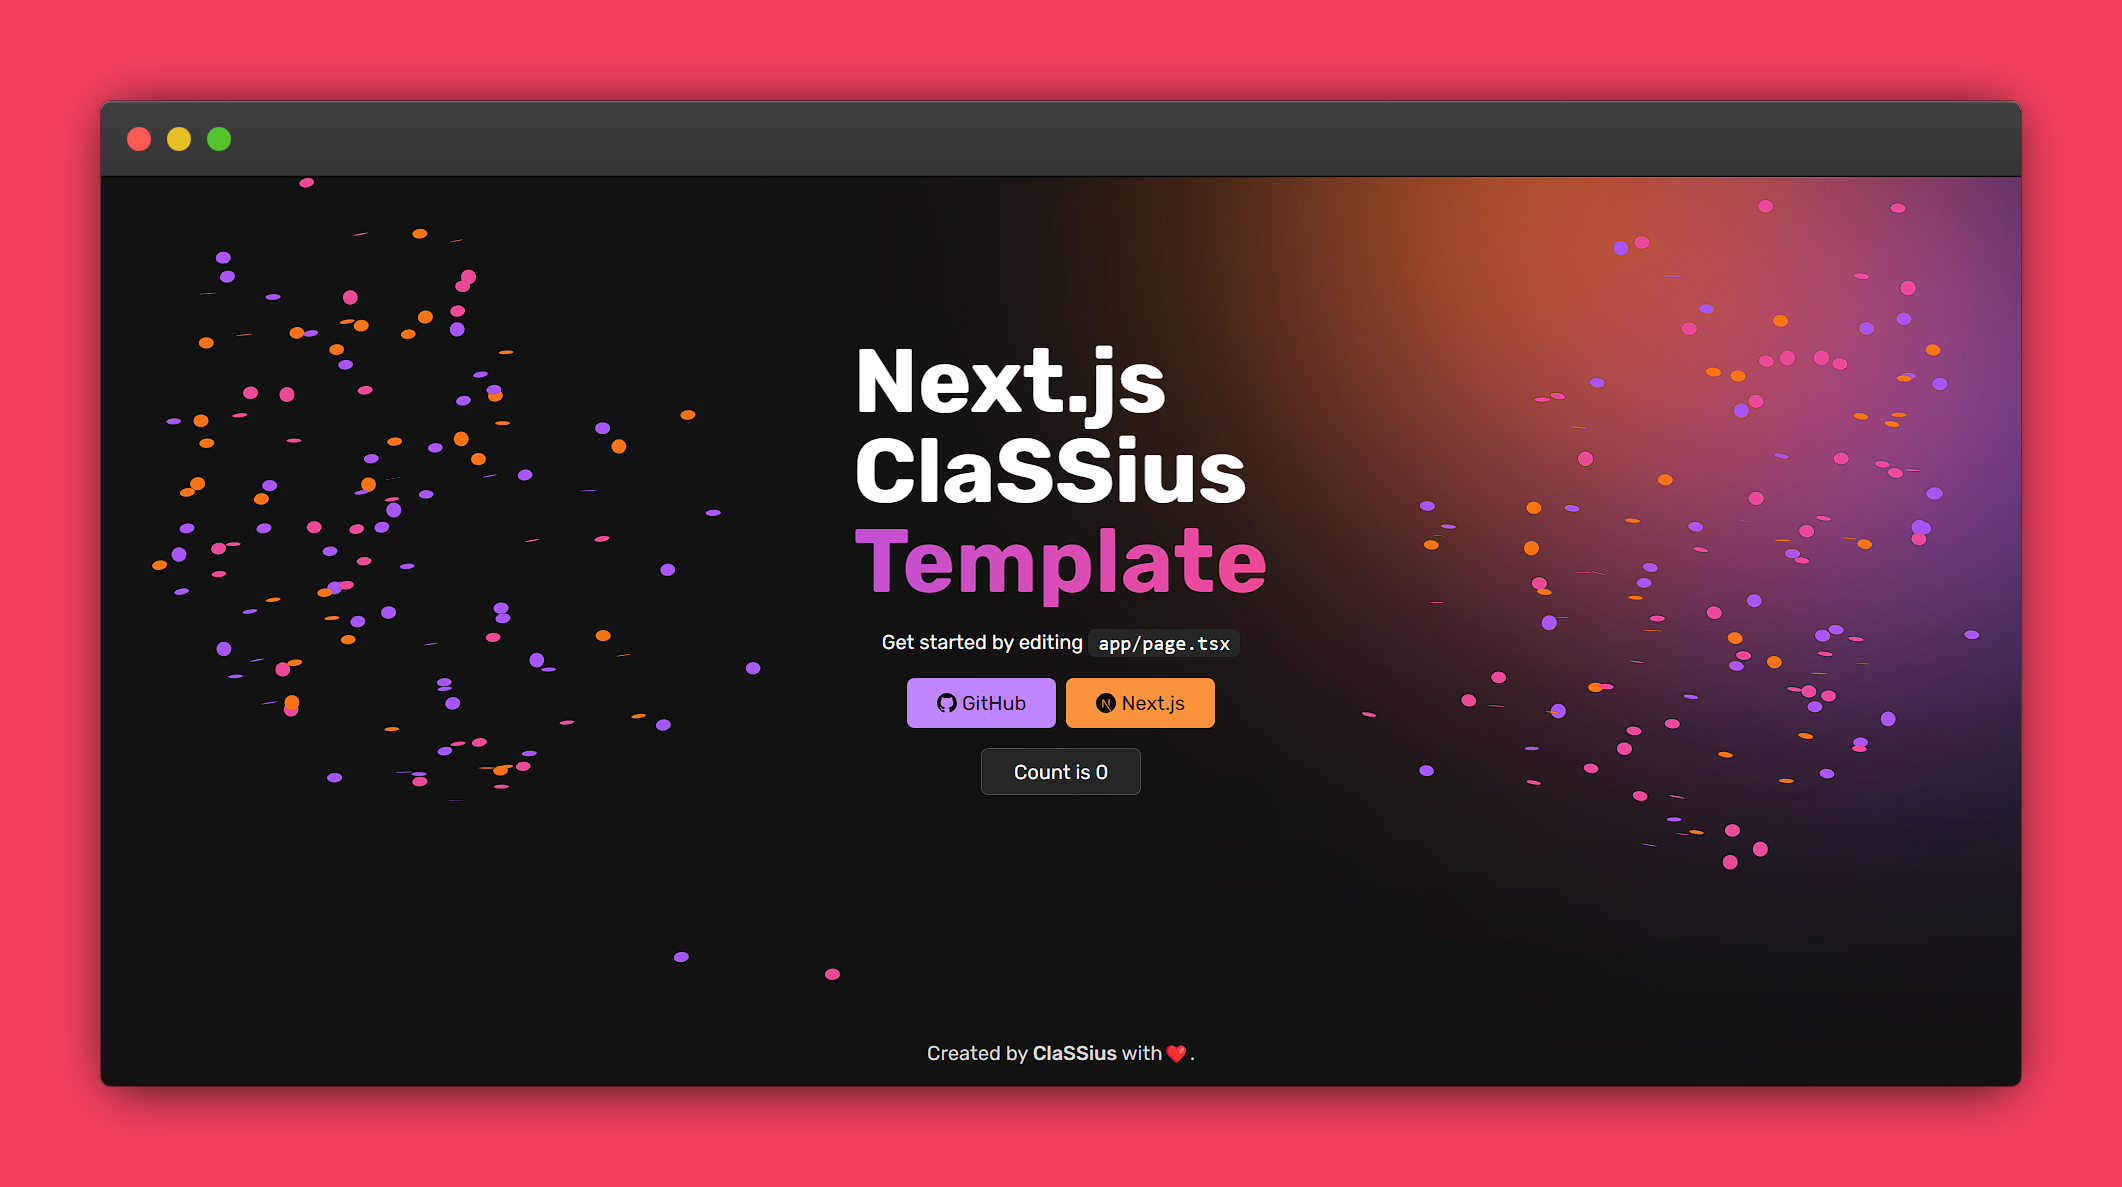 Next.js
ClaSSius
Template
Get started by editing app/page.tsx
GitHub Next.js
Count is 0
Created by ClaSSius with ❤️.